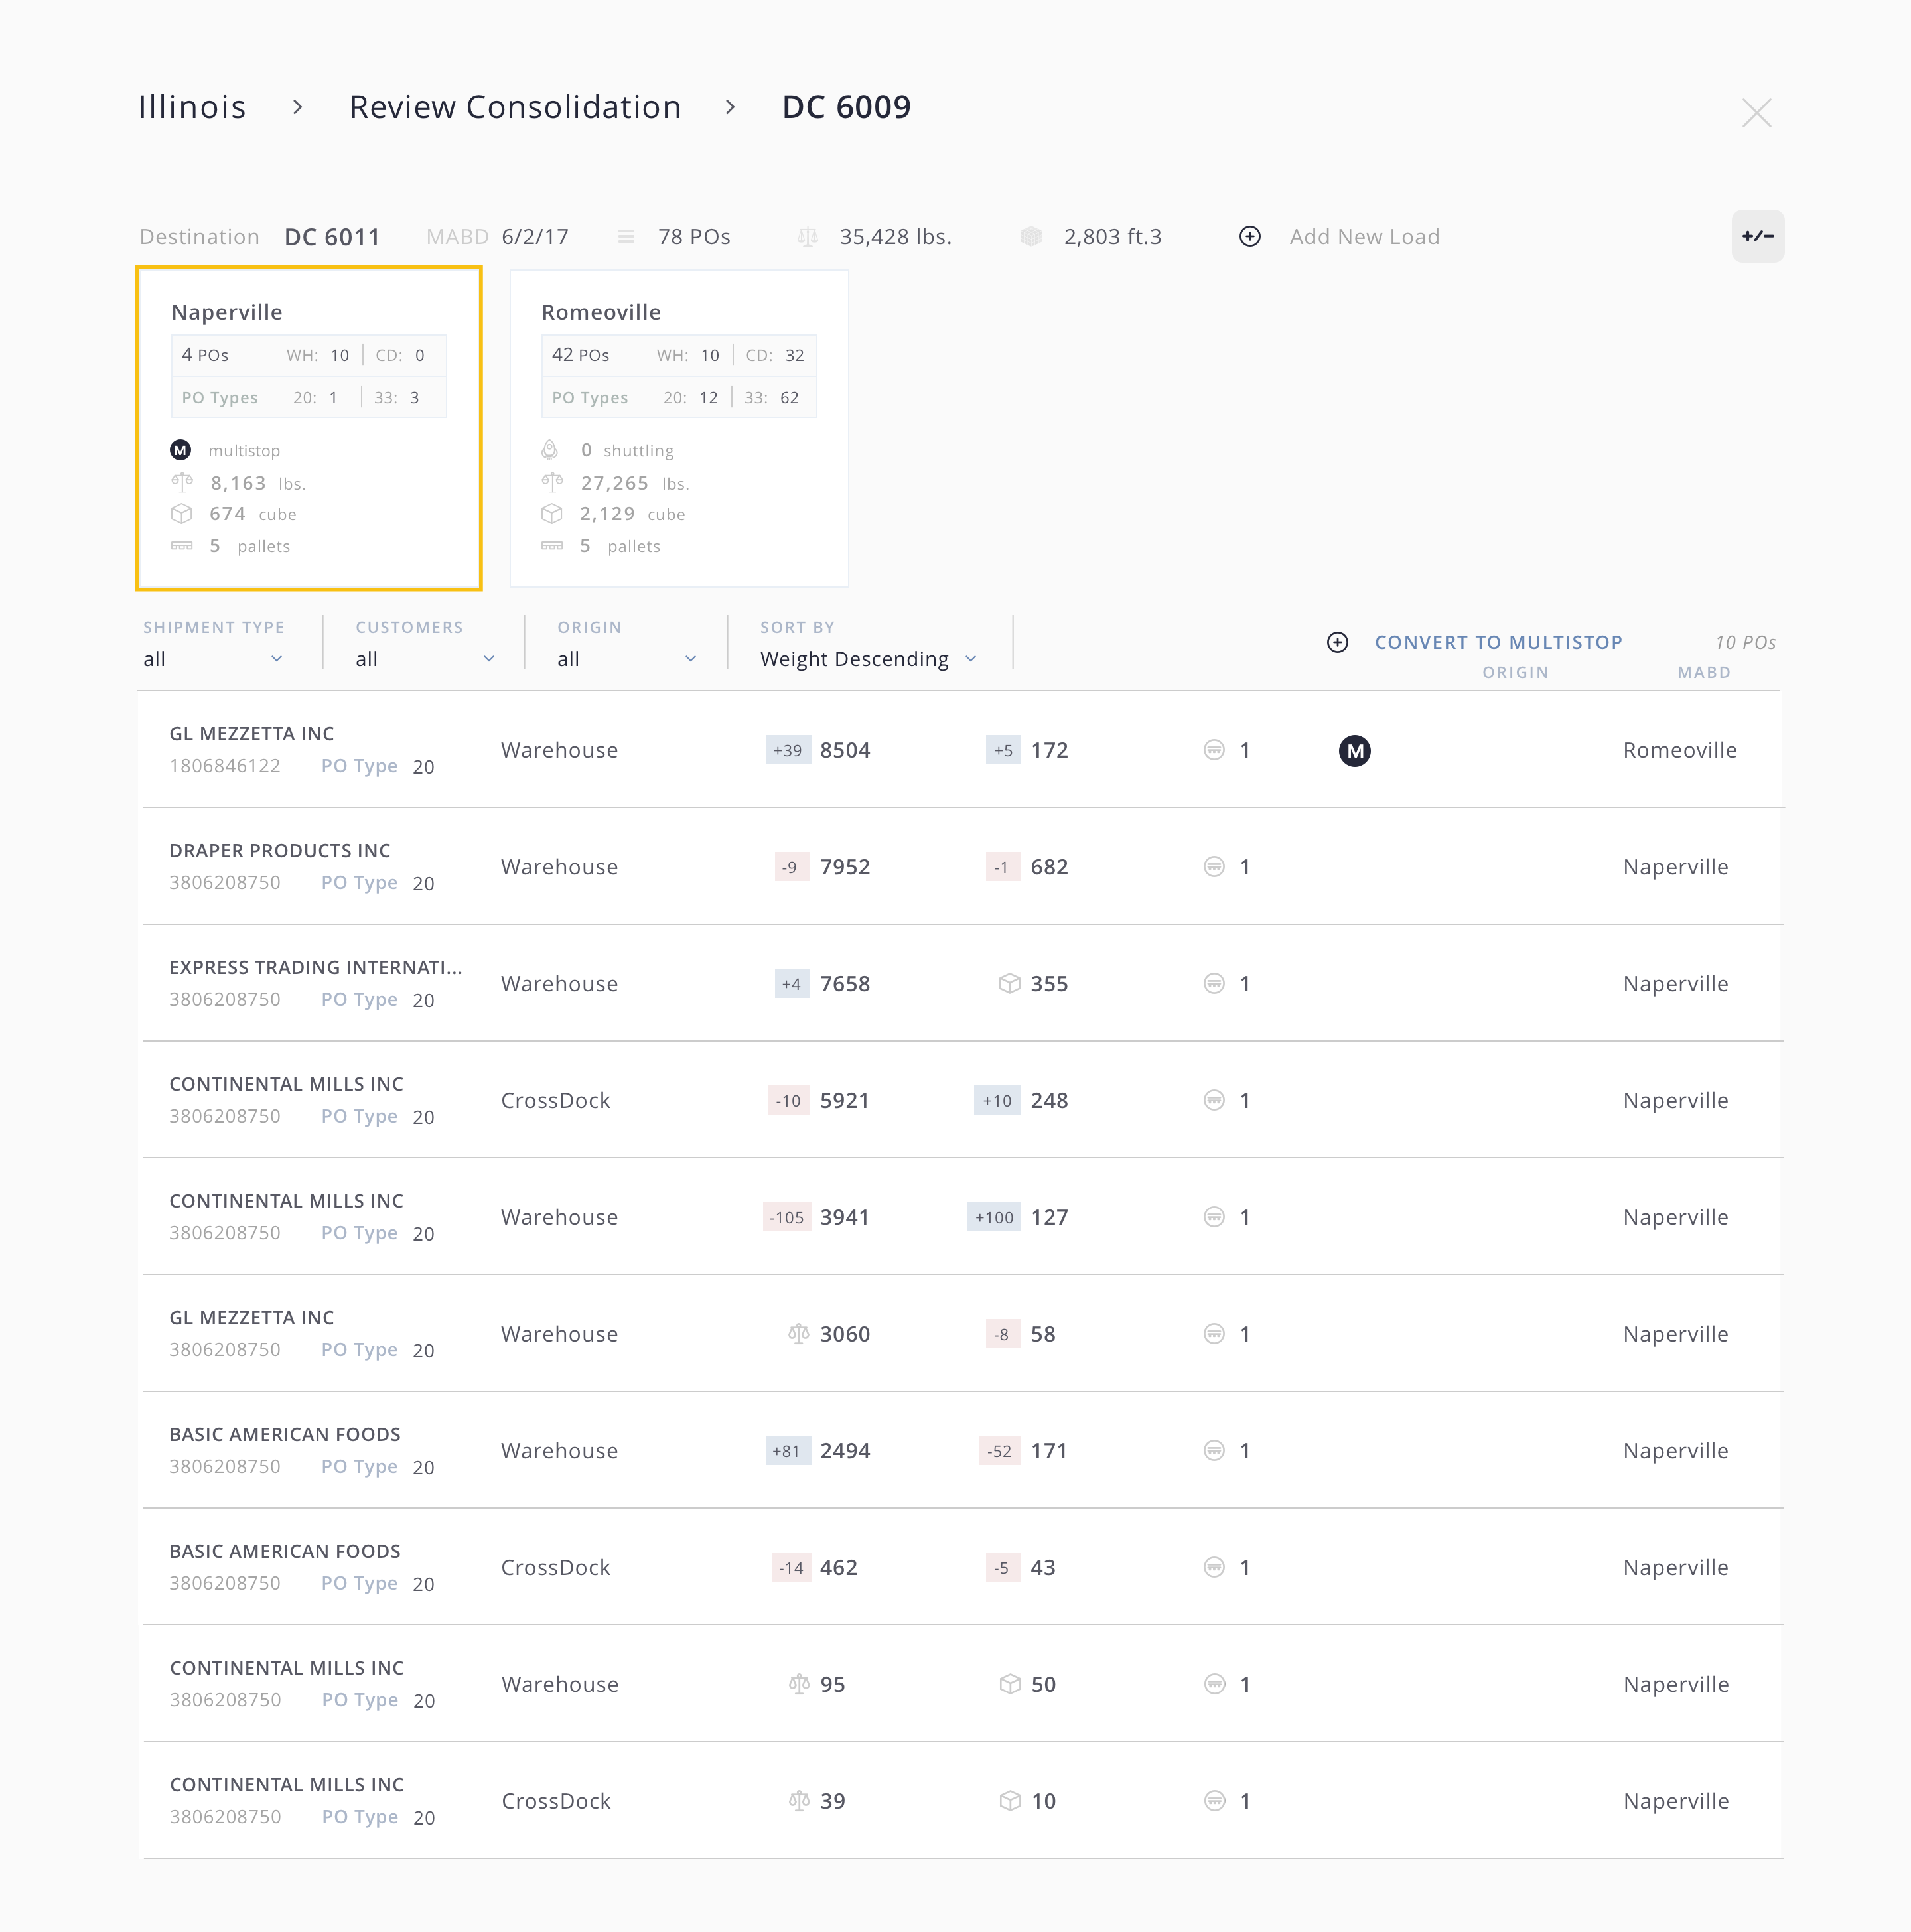 Illinois > Review Consolidation > DC 6009
Destination DC 6011 MABD 6/2/17 78 POs 35,428 lbs. 2,803 ft.3 Add New Load +/−
Naperville
4 POs WH: 10 CD: 0
PO Types 20: 1 33: 3
M multistop
8,163 lbs.
674 cube
5 pallets
Romeoville
42 POs WH: 10 CD: 32
PO Types 20: 12 33: 62
0 shuttling
27,265 lbs.
2,129 cube
5 pallets
SHIPMENT TYPE CUSTOMERS ORIGIN SORT BY
all all all Weight Descending
CONVERT TO MULTISTOP 10 POs
ORIGIN MABD
GL MEZZETTA INC
1806846122 PO Type 20 Warehouse +39 8504 +5 172 1 M Romeoville
DRAPER PRODUCTS INC
3806208750 PO Type 20 Warehouse -9 7952 -1 682 1 Naperville
EXPRESS TRADING INTERNATI...
3806208750 PO Type 20 Warehouse +4 7658 355 1 Naperville
CONTINENTAL MILLS INC
3806208750 PO Type 20 CrossDock -10 5921 +10 248 1 Naperville
CONTINENTAL MILLS INC
3806208750 PO Type 20 Warehouse -105 3941 +100 127 1 Naperville
GL MEZZETTA INC
3806208750 PO Type 20 Warehouse 3060 -8 58 1 Naperville
BASIC AMERICAN FOODS
3806208750 PO Type 20 Warehouse +81 2494 -52 171 1 Naperville
BASIC AMERICAN FOODS
3806208750 PO Type 20 CrossDock -14 462 -5 43 1 Naperville
CONTINENTAL MILLS INC
3806208750 PO Type 20 Warehouse 95 50 1 Naperville
CONTINENTAL MILLS INC
3806208750 PO Type 20 CrossDock 39 10 1 Naperville